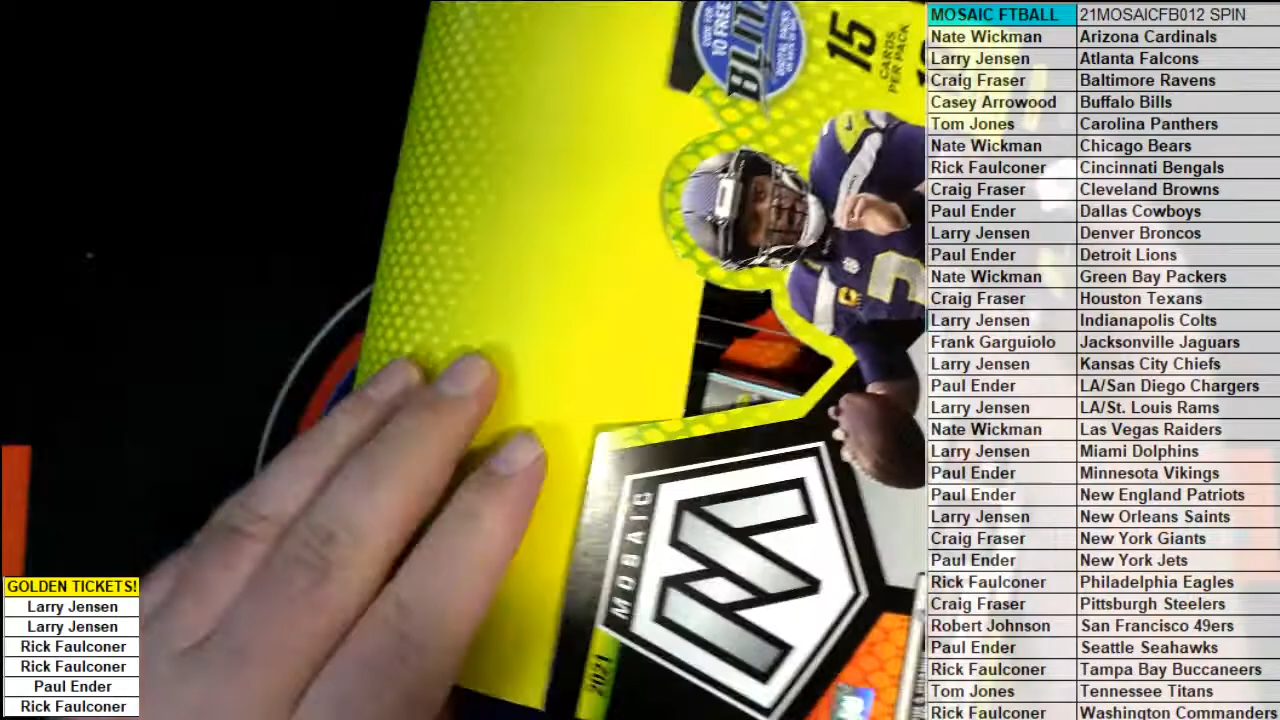 MOSAIC FTBALL 21MOSAICFB012 SPIN
Nate Wickman Arizona Cardinals
Larry Jensen Atlanta Falcons
Craig Fraser Baltimore Ravens
Casey Arrowood Buffalo Bills
Tom Jones Carolina Panthers
Nate Wickman Chicago Bears
Rick Faulconer Cincinnati Bengals
Craig Fraser Cleveland Browns
Paul Ender Dallas Cowboys
Larry Jensen Denver Broncos
Paul Ender Detroit Lions
Nate Wickman Green Bay Packers
Craig Fraser Houston Texans
Larry Jensen Indianapolis Colts
Frank Garguiolo Jacksonville Jaguars
Larry Jensen Kansas City Chiefs
Paul Ender LA/San Diego Chargers
Larry Jensen LA/St. Louis Rams
Nate Wickman Las Vegas Raiders
Larry Jensen Miami Dolphins
Paul Ender Minnesota Vikings
Paul Ender New England Patriots
Larry Jensen New Orleans Saints
Craig Fraser New York Giants
Paul Ender New York Jets
Rick Faulconer Philadelphia Eagles
Craig Fraser Pittsburgh Steelers
Robert Johnson San Francisco 49ers
Paul Ender Seattle Seahawks
Rick Faulconer Tampa Bay Buccaneers
Tom Jones Tennessee Titans
Rick Faulconer Washington Commanders
GOLDEN TICKETS!
Larry Jensen
Larry Jensen
Rick Faulconer
Rick Faulconer
Paul Ender
Rick Faulconer
10 FREE
BLITZ
DIGITAL PACKS
15
CARDS
PER PACK
3
MOSAIC
M
2021